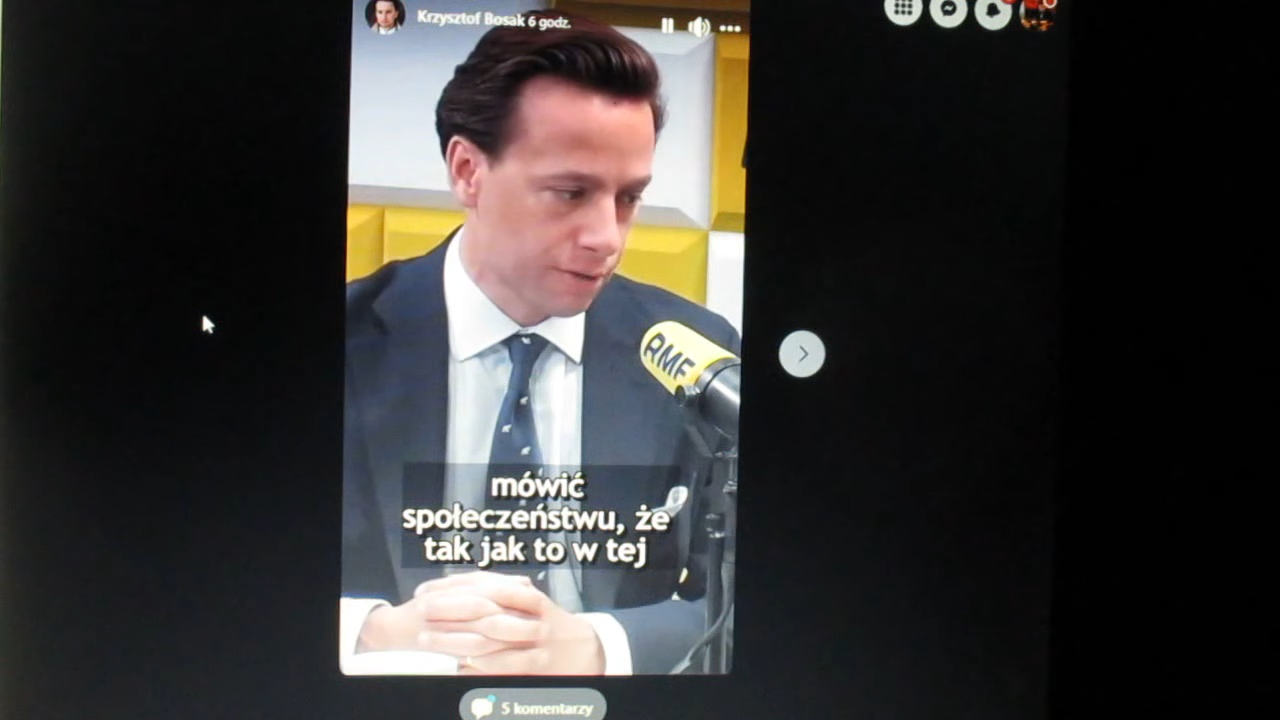 Krzysztof Bosak 6 godz.
RMF
mówić
społeczeństwu, że
tak jak to w tej
5 komentarzy